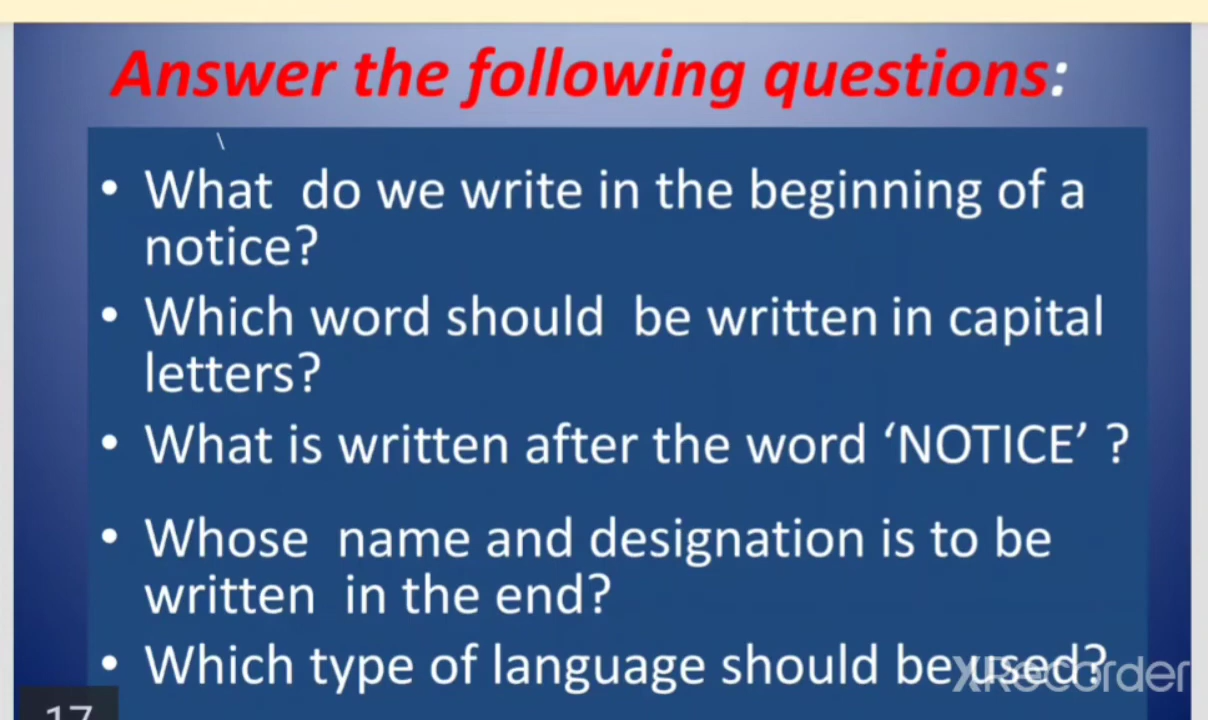 Answer the following questions:
\
• What do we write in the beginning of a
notice?
• Which word should be written in capital
letters?
• What is written after the word ‘NOTICE’ ?
• Whose name and designation is to be
written in the end?
• Which type of language should be used?
XRecorder
17